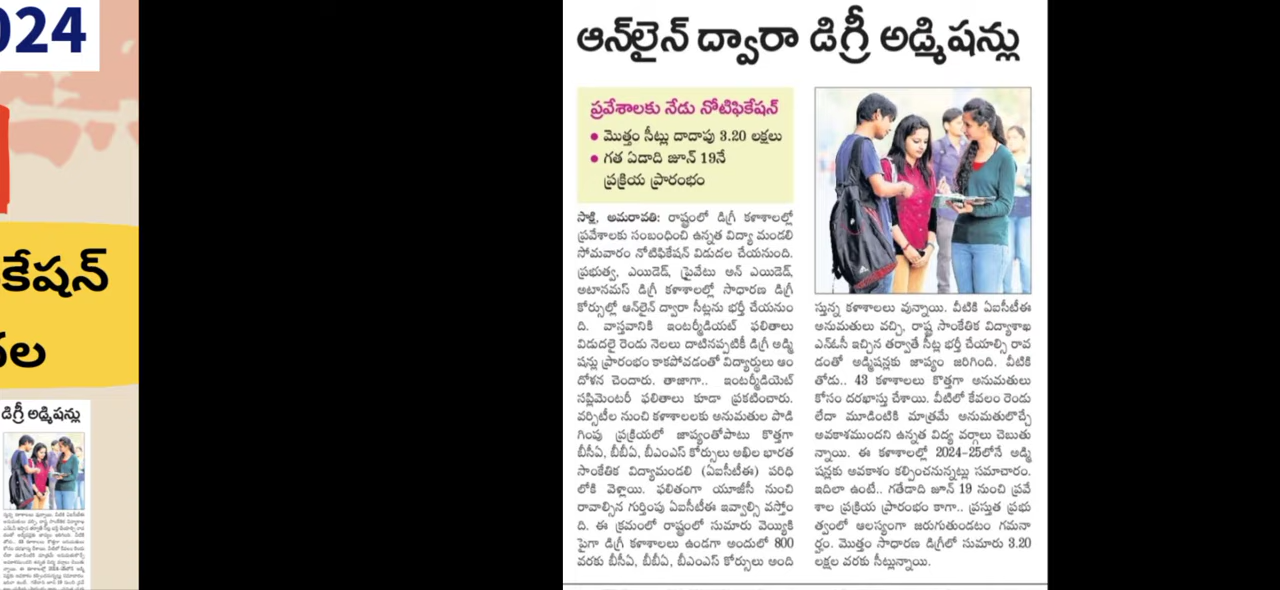 024
కేషన్
దల
డిగ్రీ అడ్మిషన్లు
ఆన్‌లైన్ ద్వారా డిగ్రీ అడ్మిషన్లు
ప్రవేశాలకు నేడు నోటిఫికేషన్
● మొత్తం సీట్లు దాదాపు 3.20 లక్షలు
● గత ఏడాది జూన్ 19నే
ప్రక్రియ ప్రారంభం
సాక్షి, అమరావతి: రాష్ట్రంలో డిగ్రీ కళాశాలల్లో
ప్రవేశాలకు సంబంధించి ఉన్నత విద్యా మండలి
సోమవారం నోటిఫికేషన్ విడుదల చేయనుంది.
ప్రభుత్వ, ఎయిడెడ్, ప్రైవేటు అన్ ఎయిడెడ్,
అటానమస్ డిగ్రీ కళాశాలల్లో సాధారణ డిగ్రీ
కోర్సుల్లో ఆన్‌లైన్ ద్వారా సీట్లను భర్తీ చేయనుం
ది. వాస్తవానికి ఇంటర్మీడియట్ ఫలితాలు
విడుదలై రెండు నెలలు దాటినప్పటికీ డిగ్రీ అడ్మి
షన్లు ప్రారంభం కాకపోవడంతో విద్యార్థులు ఆం
దోళన చెందారు. తాజాగా.. ఇంటర్మీడియెట్
సప్లిమెంటరీ ఫలితాలు కూడా ప్రకటించారు.
వర్సిటీల నుంచి కళాశాలలకు అనుమతుల పొడి
గింపు ప్రక్రియలో జాప్యంతోపాటు కొత్తగా
బీసీఏ, బీబీఏ, బీఎంఎస్ కోర్సులు అఖిల భారత
సాంకేతిక విద్యామండలి (ఏఐసీటీఈ) పరిధి
లోకి వెళ్లాయి. ఫలితంగా యూజీసీ నుంచి
రావాల్సిన గుర్తింపు ఏఐసీటీఈ ఇవ్వాల్సి వస్తోం
ది. ఈ క్రమంలో రాష్ట్రంలో సుమారు వెయ్యికి
పైగా డిగ్రీ కళాశాలలు ఉండగా అందులో 800
వరకు బీసీఏ, బీబీఏ, బీఎంఎస్ కోర్సులు అంది
స్తున్న కళాశాలలు వున్నాయి. వీటికి ఏఐసీటీఈ
అనుమతులు వచ్చి, రాష్ట్ర సాంకేతిక విద్యాశాఖ
ఎన్ఓసీ ఇచ్చిన తర్వాతే సీట్ల భర్తీ చేయాల్సి రావ
డంతో అడ్మిషన్లకు జాప్యం జరిగింది. వీటికి
తోడు.. 43 కళాశాలలు కొత్తగా అనుమతులు
కోసం దరఖాస్తు చేశాయి. వీటిలో కేవలం రెండు
లేదా మూడింటికి మాత్రమే అనుమతులొచ్చే
అవకాశముందని ఉన్నత విద్య వర్గాలు చెబుతు
న్నాయి. ఈ కళాశాలల్లో 2024-25లోనే అడ్మి
షన్లకు అవకాశం కల్పించనున్నట్లు సమాచారం.
ఇదిలా ఉంటే.. గతేడాది జూన్ 19 నుంచి ప్రవే
శాల ప్రక్రియ ప్రారంభం కాగా.. ప్రస్తుత ప్రభు
త్వంలో ఆలస్యంగా జరుగుతుండటం గమనా
ర్హం. మొత్తం సాధారణ డిగ్రీలో సుమారు 3.20
లక్షల వరకు సీట్లున్నాయి.